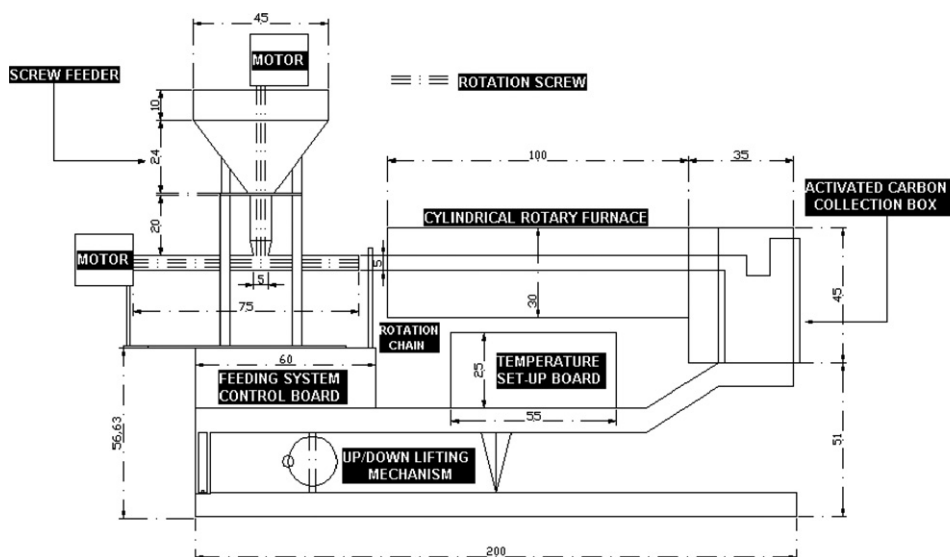 45
MOTOR
SCREW FEEDER
ROTATION SCREW
10
24
20
100
35
ACTIVATED CARBON
COLLECTION BOX
CYLINDRICAL ROTARY FURNACE
MOTOR
5
5
75
30
45
ROTATION
CHAIN
60
FEEDING SYSTEM
CONTROL BOARD
25
TEMPERATURE
SET-UP BOARD
55
56,63
51
UP/DOWN LIFTING
MECHANISM
200